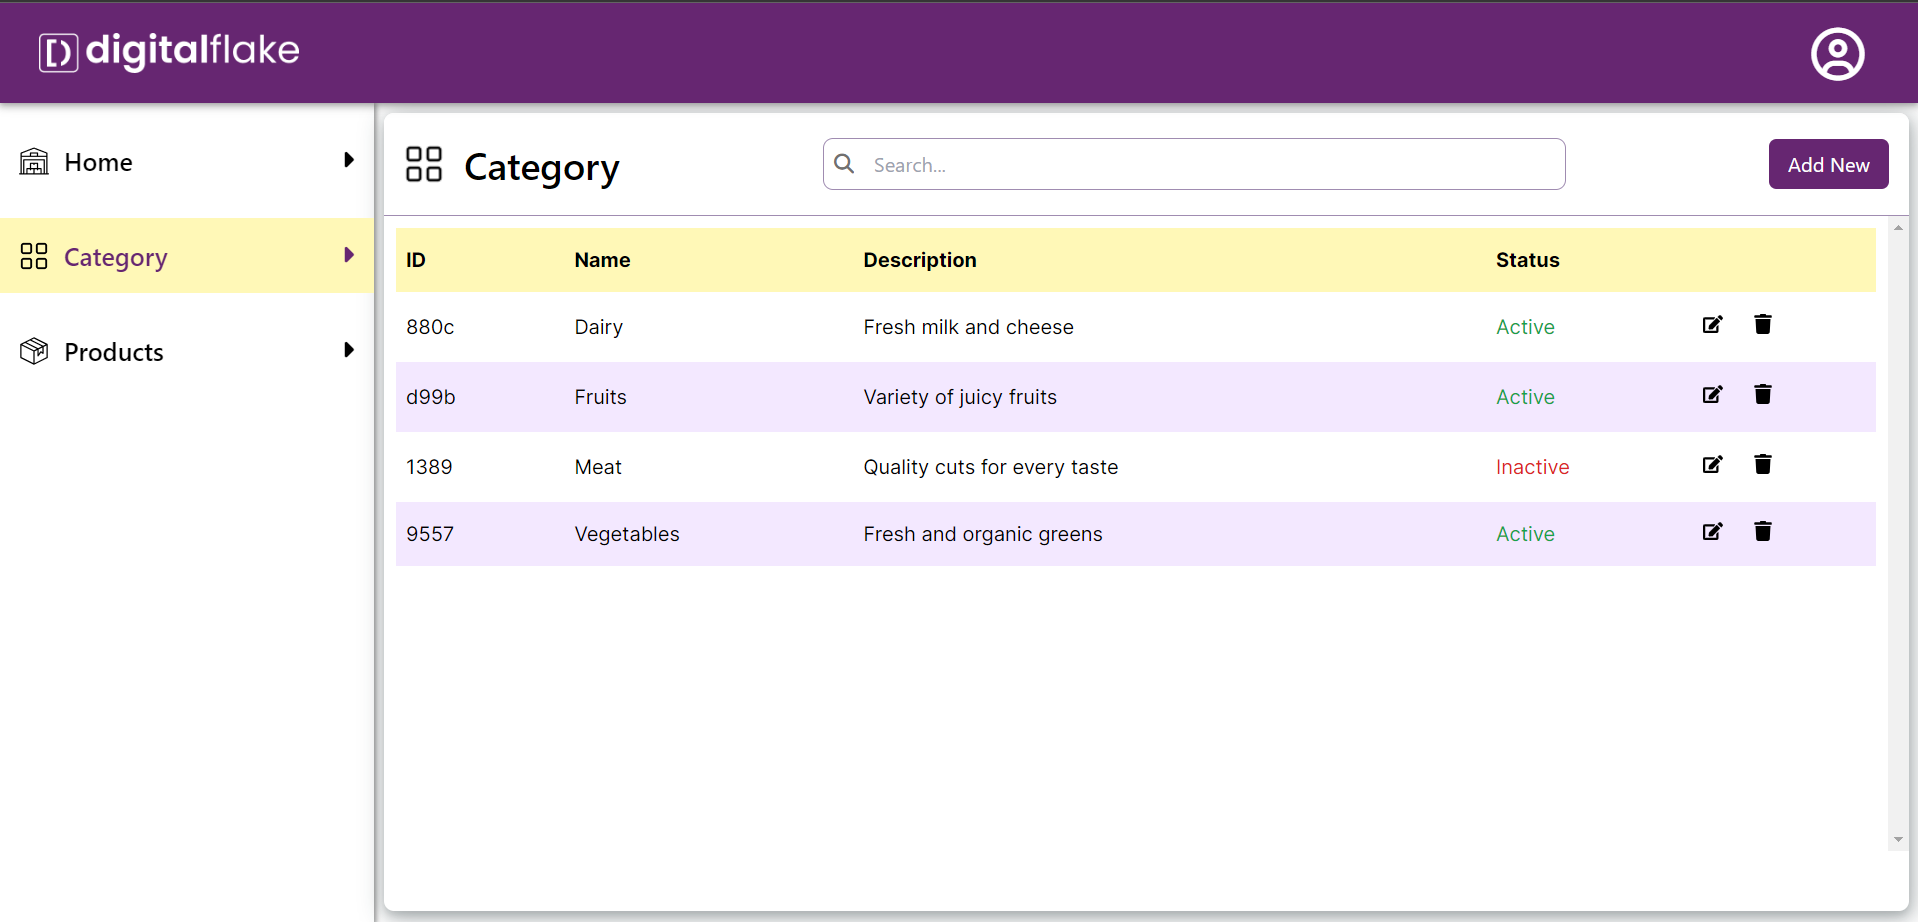 digitalflake
Home
Category
Products
Category
Search...
Add New
ID Name Description Status
880c Dairy Fresh milk and cheese Active
d99b Fruits Variety of juicy fruits Active
1389 Meat Quality cuts for every taste Inactive
9557 Vegetables Fresh and organic greens Active